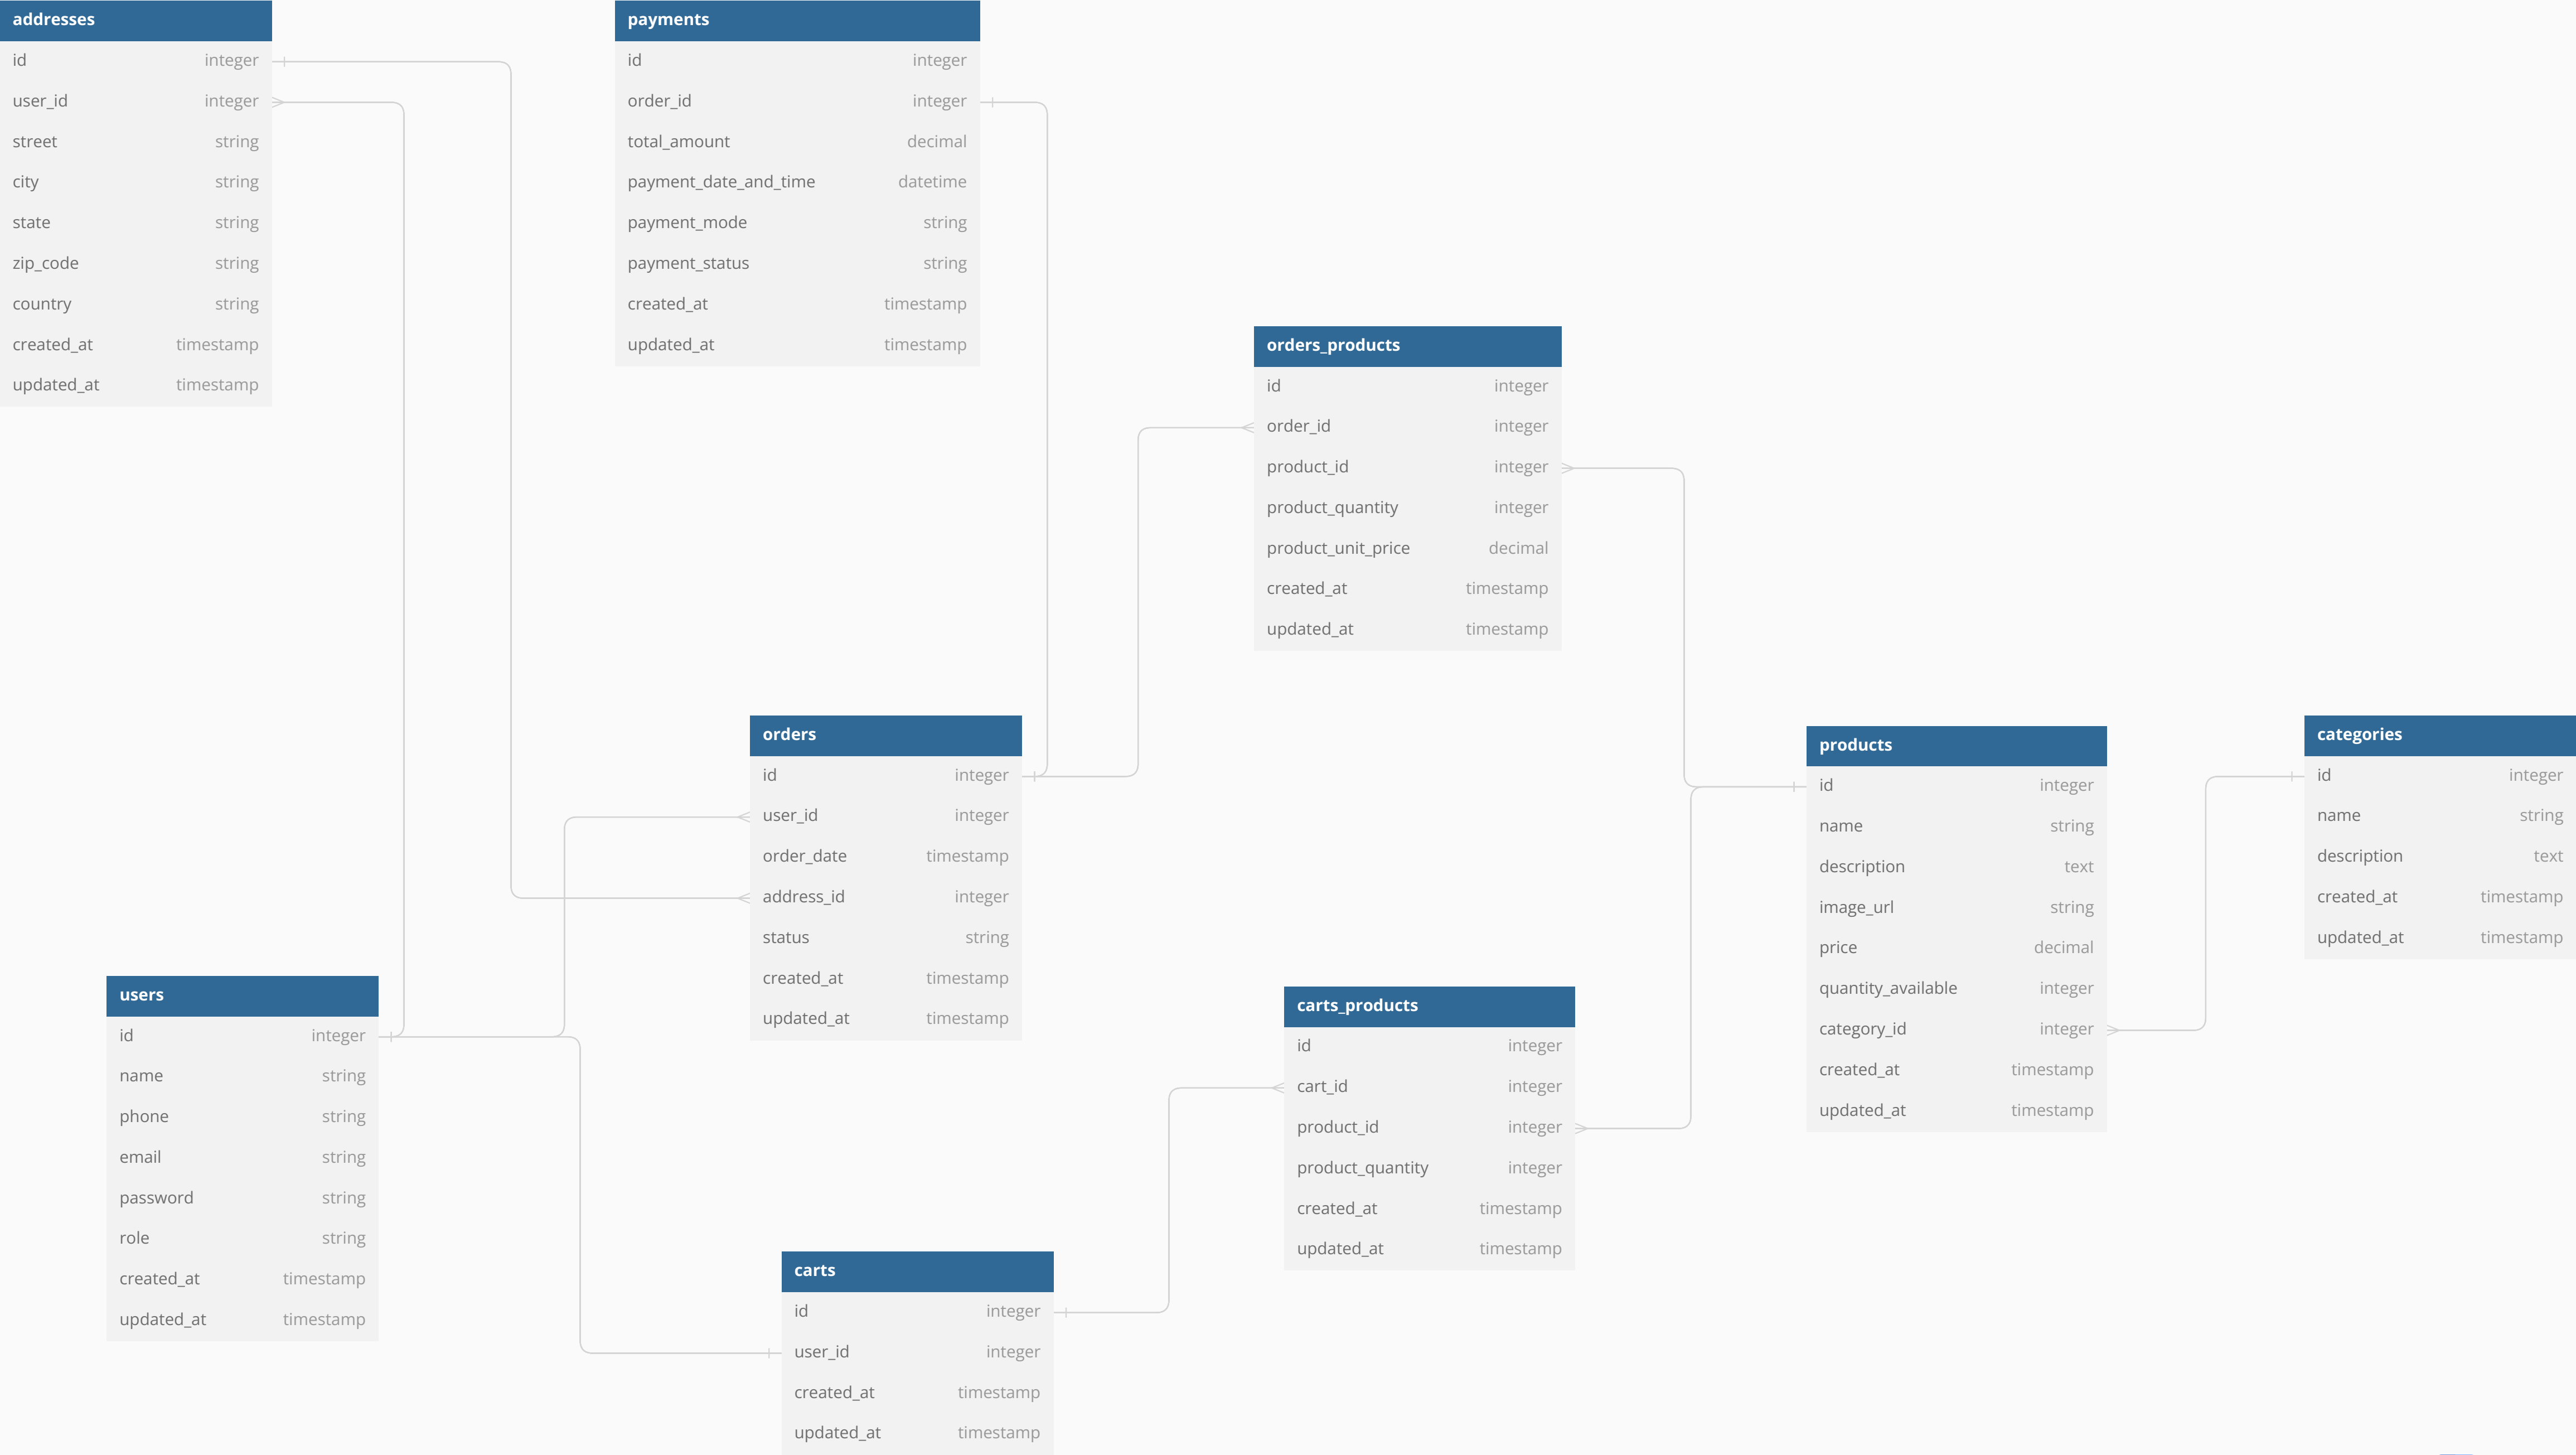 addresses
id integer
user_id integer
street string
city string
state string
zip_code string
country string
created_at timestamp
updated_at timestamp
payments
id integer
order_id integer
total_amount decimal
payment_date_and_time datetime
payment_mode string
payment_status string
created_at timestamp
updated_at timestamp
orders_products
id integer
order_id integer
product_id integer
product_quantity integer
product_unit_price decimal
created_at timestamp
updated_at timestamp
orders
id integer
user_id integer
order_date timestamp
address_id integer
status string
created_at timestamp
updated_at timestamp
products
id integer
name string
description text
image_url string
price decimal
quantity_available integer
category_id integer
created_at timestamp
updated_at timestamp
categories
id integer
name string
description text
created_at timestamp
updated_at timestamp
users
id integer
name string
phone string
email string
password string
role string
created_at timestamp
updated_at timestamp
carts_products
id integer
cart_id integer
product_id integer
product_quantity integer
created_at timestamp
updated_at timestamp
carts
id integer
user_id integer
created_at timestamp
updated_at timestamp